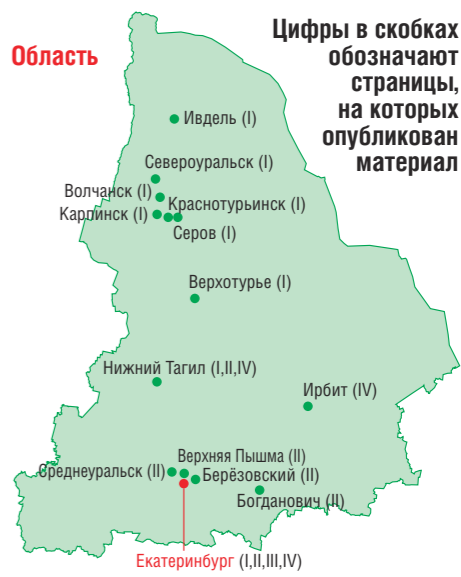 Область
Цифры в скобках
обозначают
страницы,
на которых
опубликован
материал
Ивдель (I)
Североуральск (I)
Волчанск (I)
Краснотурьинск (I)
Карпинск (I)
Серов (I)
Верхотурье (I)
Нижний Тагил (I,II,IV)
Ирбит (IV)
Верхняя Пышма (II)
Среднеуральск (II)
Берёзовский (II)
Богданович (II)
Екатеринбург (I,II,III,IV)